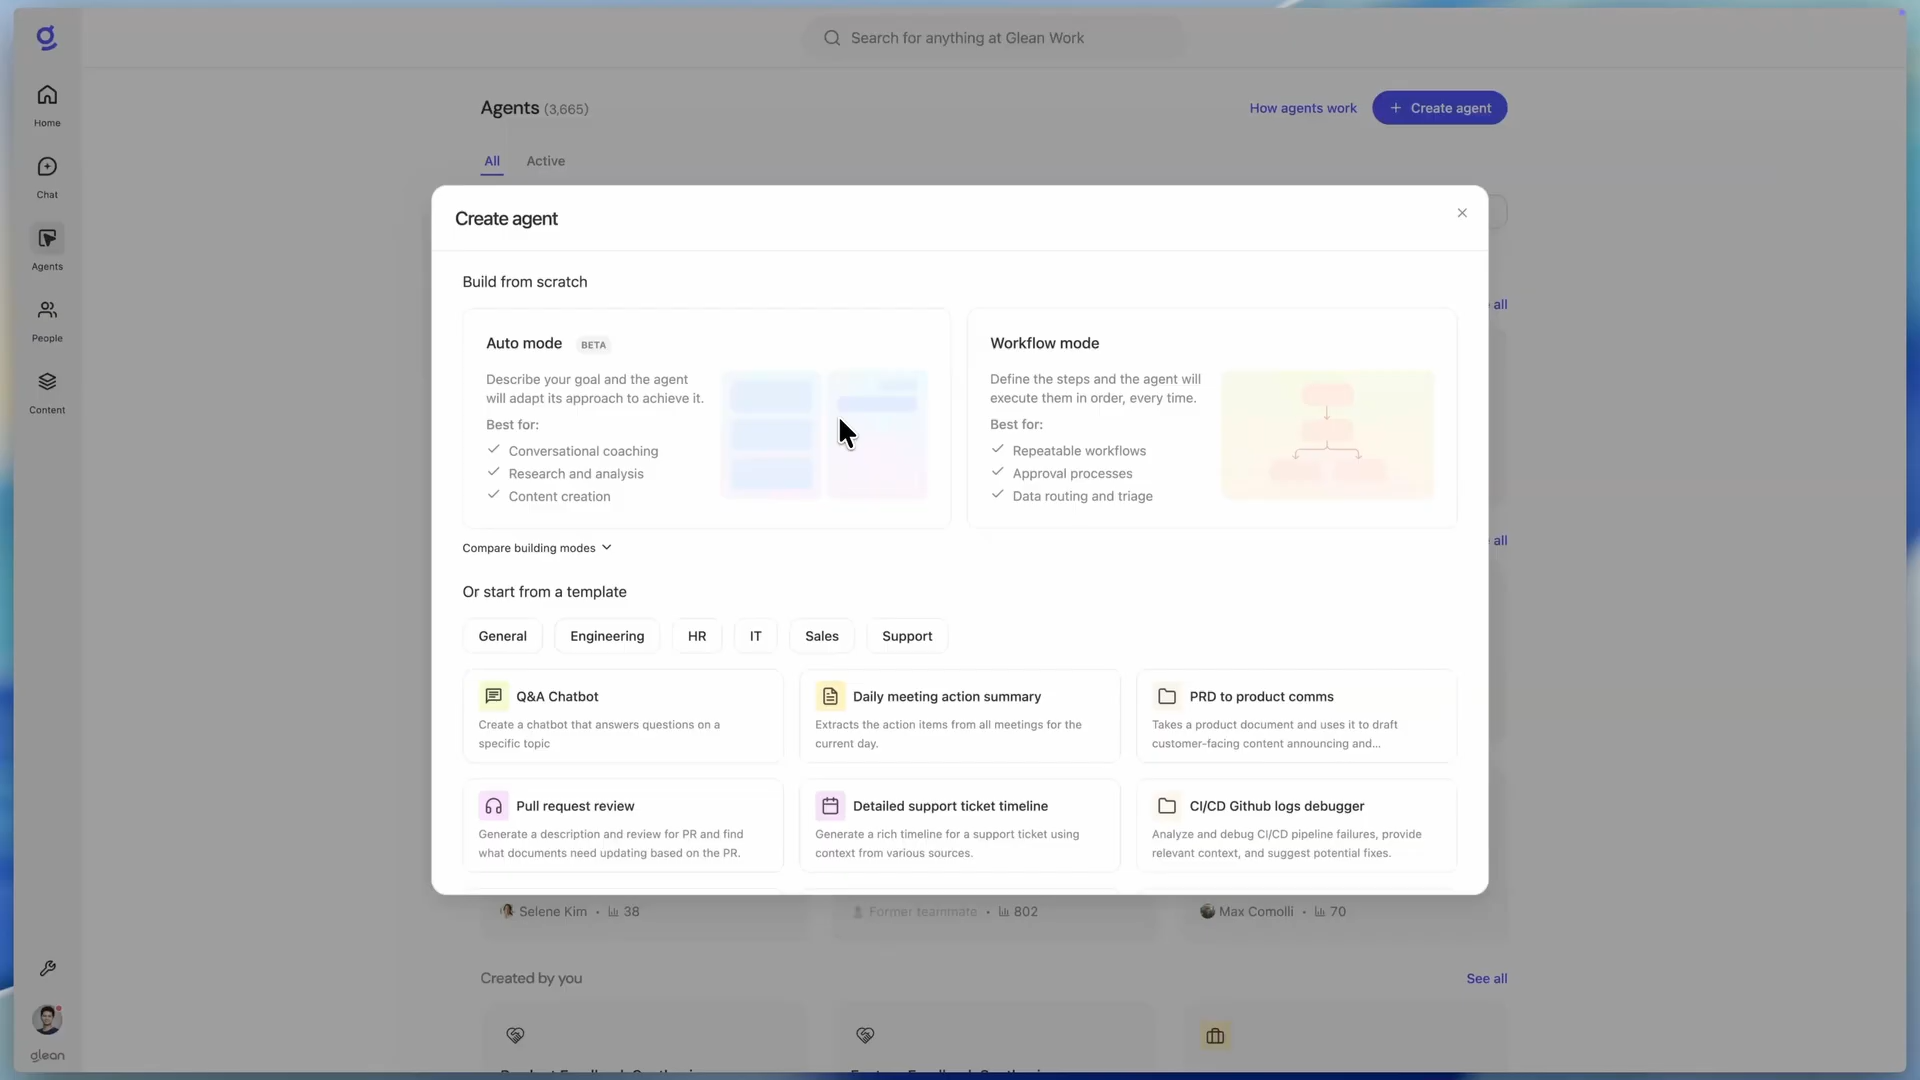 Search for anything at Glean Work
Home
Chat
Agents
People
Content
glean
Agents (3,665)
How agents work
+ Create agent
All
Active
Create agent
Build from scratch
Auto mode BETA
Describe your goal and the agent
will adapt its approach to achieve it.
Best for:
Conversational coaching
Research and analysis
Content creation
Workflow mode
Define the steps and the agent will
execute them in order, every time.
Best for:
Repeatable workflows
Approval processes
Data routing and triage
all
all
Compare building modes
Or start from a template
General
Engineering
HR
IT
Sales
Support
Q&A Chatbot
Create a chatbot that answers questions on a
specific topic
Daily meeting action summary
Extracts the action items from all meetings for the
current day.
PRD to product comms
Takes a product document and uses it to draft
customer-facing content announcing and...
Pull request review
Generate a description and review for PR and find
what documents need updating based on the PR.
Detailed support ticket timeline
Generate a rich timeline for a support ticket using
context from various sources.
CI/CD Github logs debugger
Analyze and debug CI/CD pipeline failures, provide
relevant context, and suggest potential fixes.
Selene Kim • 38
Former teammate • 802
Max Comolli • 70
Created by you
See all